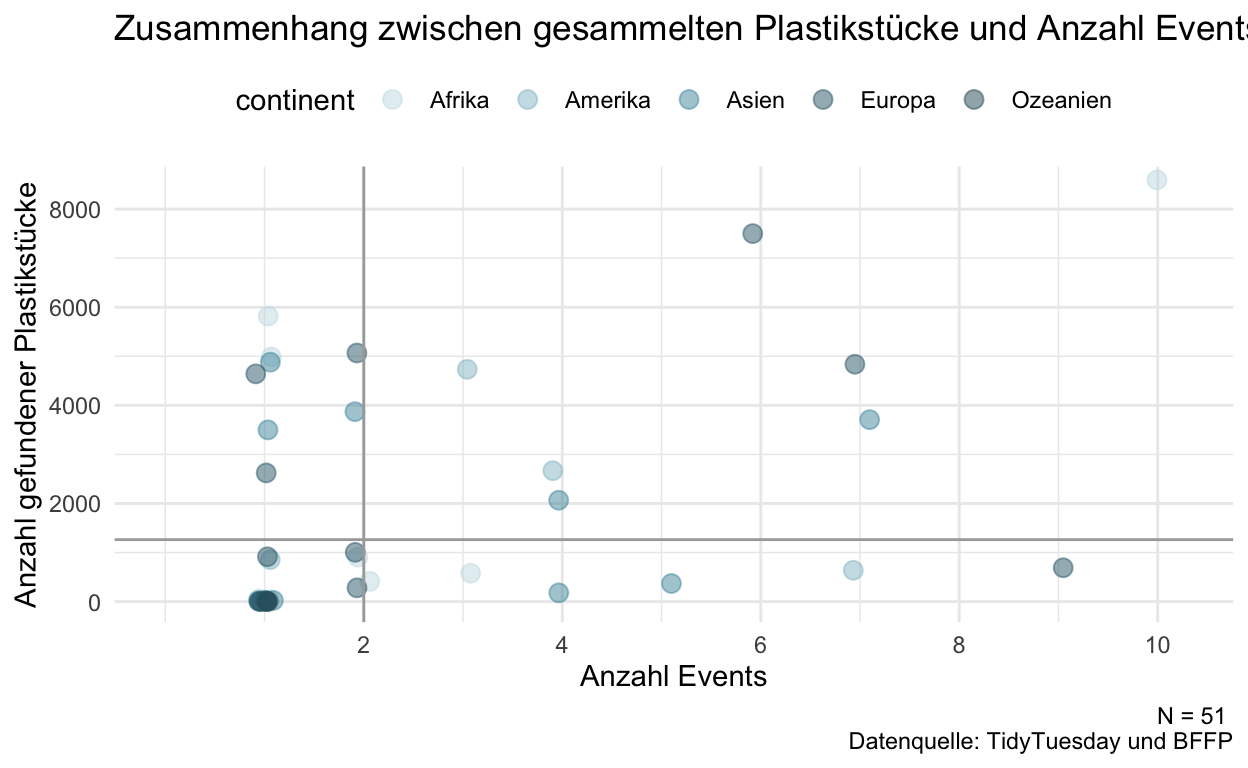 Zusammenhang zwischen gesammelten Plastikstücke und Anzahl Events
continent Afrika Amerika Asien Europa Ozeanien
Anzahl gefundener Plastikstücke
8000
6000
4000
2000
0
2 4 6 8 10
Anzahl Events
N = 51
Datenquelle: TidyTuesday und BFFP